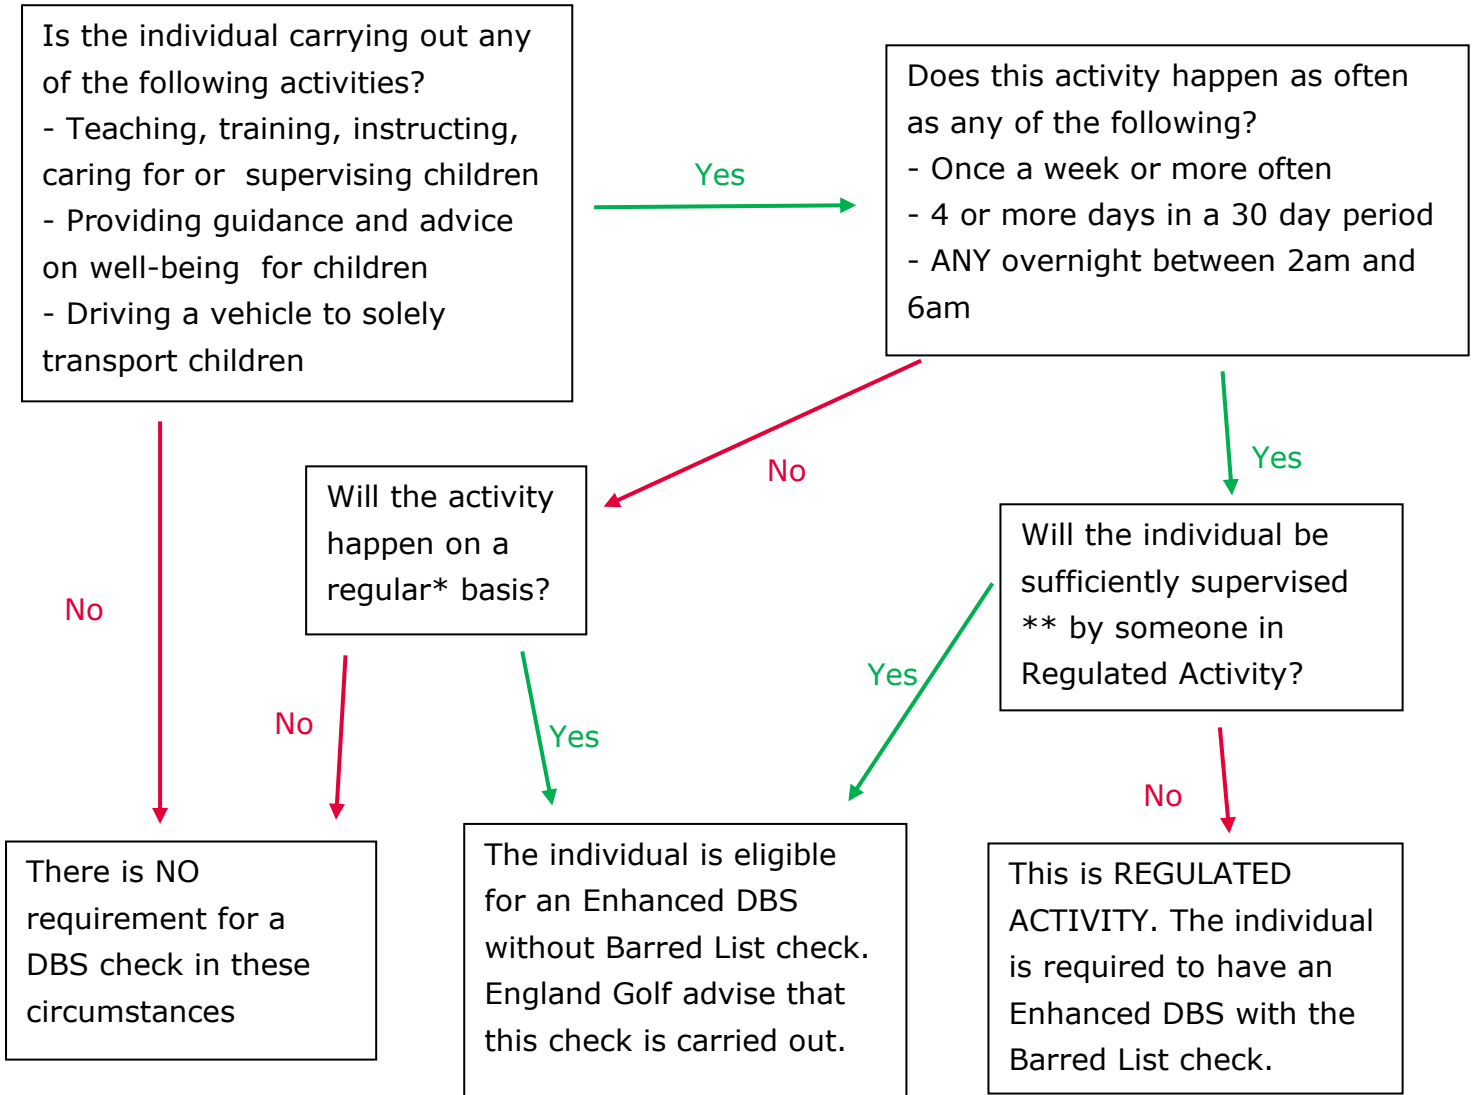 Is the individual carrying out any
of the following activities?
- Teaching, training, instructing,
caring for or supervising children
- Providing guidance and advice
on well-being for children
- Driving a vehicle to solely
transport children
Yes
Does this activity happen as often
as any of the following?
- Once a week or more often
- 4 or more days in a 30 day period
- ANY overnight between 2am and
6am
No
Yes
Will the activity
happen on a
regular* basis?
Will the individual be
sufficiently supervised
** by someone in
Regulated Activity?
No
No
Yes
Yes
No
There is NO
requirement for a
DBS check in these
circumstances
The individual is eligible
for an Enhanced DBS
without Barred List check.
England Golf advise that
this check is carried out.
This is REGULATED
ACTIVITY. The individual
is required to have an
Enhanced DBS with the
Barred List check.